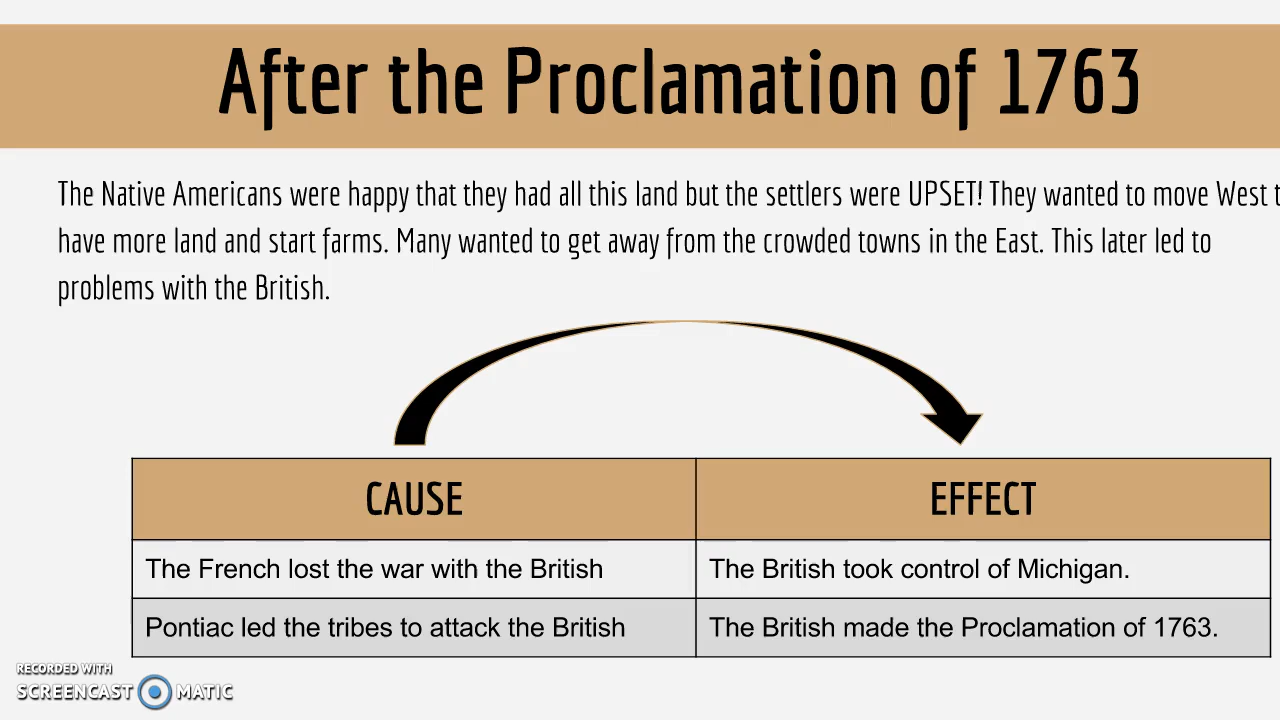 After the Proclamation of 1763
The Native Americans were happy that they had all this land but the settlers were UPSET! They wanted to move West
have more land and start farms. Many wanted to get away from the crowded towns in the East. This later led to
problems with the British.
CAUSE EFFECT
The French lost the war with the British The British took control of Michigan.
Pontiac led the tribes to attack the British The British made the Proclamation of 1763.
RECORDED WITH
SCREENCAST MATIC